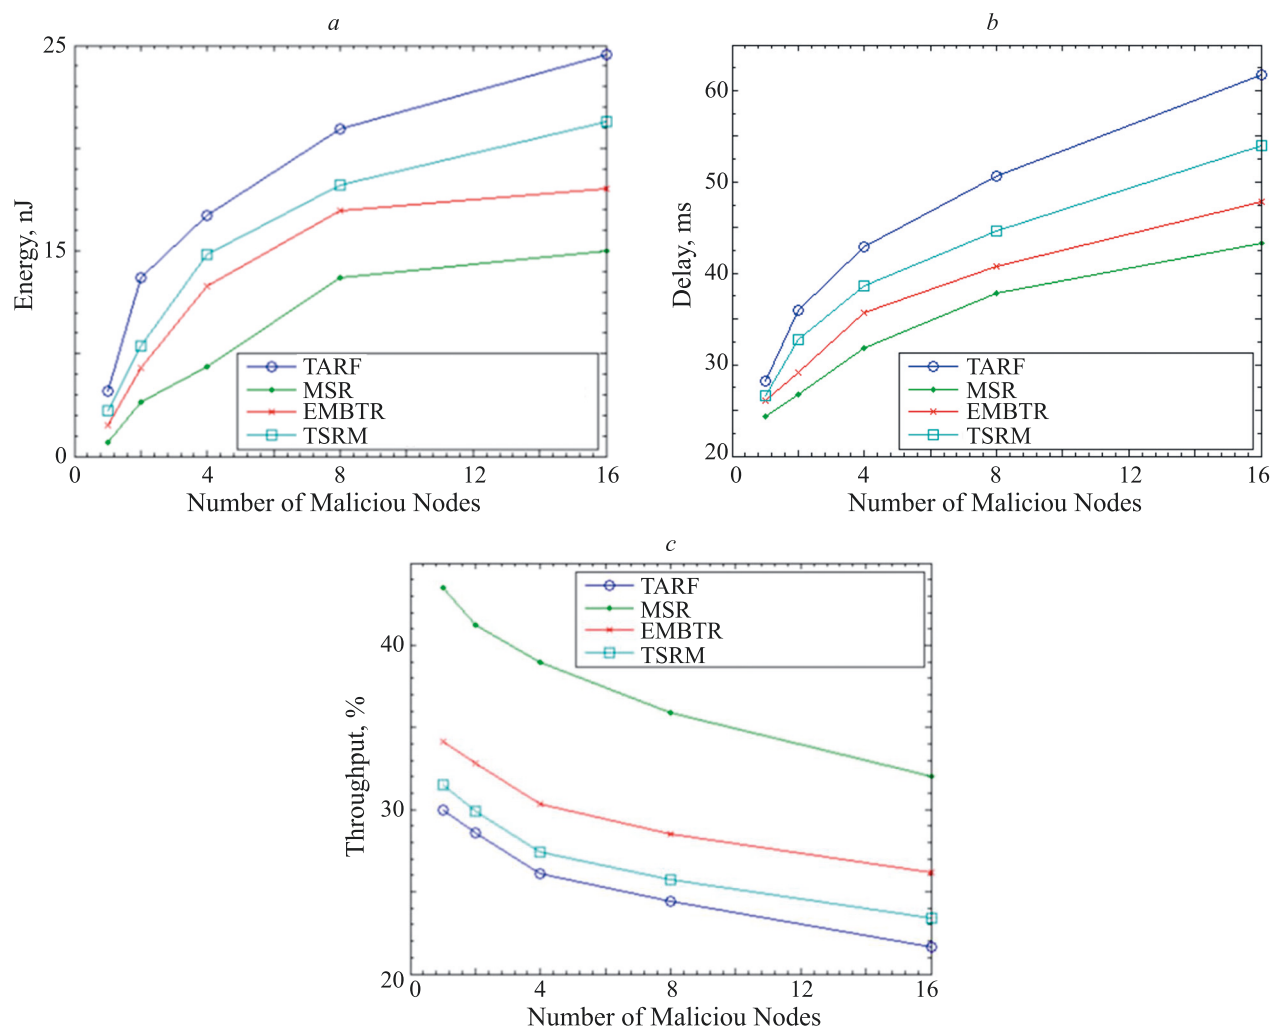 a
25
15
0
Energy, nJ
TARF
MSR
EMBTR
TSRM
0 4 8 12 16
Number of Maliciou Nodes
b
60
50
40
30
20
Delay, ms
TARF
MSR
EMBTR
TSRM
0 4 8 12 16
Number of Maliciou Nodes
c
40
30
20
Throughput, %
TARF
MSR
EMBTR
TSRM
0 4 8 12 16
Number of Maliciou Nodes